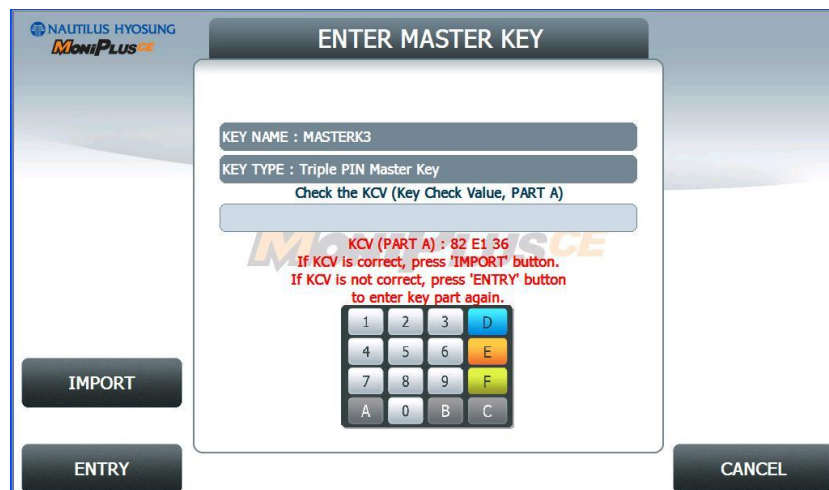 NAUTILUS HYOSUNG
MoniPlusCE
ENTER MASTER KEY
KEY NAME : MASTERK3
KEY TYPE : Triple PIN Master Key
Check the KCV (Key Check Value, PART A)
MoniPlusCE
KCV (PART A) : 82 E1 36
If KCV is correct, press 'IMPORT' button.
If KCV is not correct, press 'ENTRY' button
to enter key part again.
1 2 3 D
4 5 6 E
7 8 9 F
A 0 B C
IMPORT
ENTRY
CANCEL